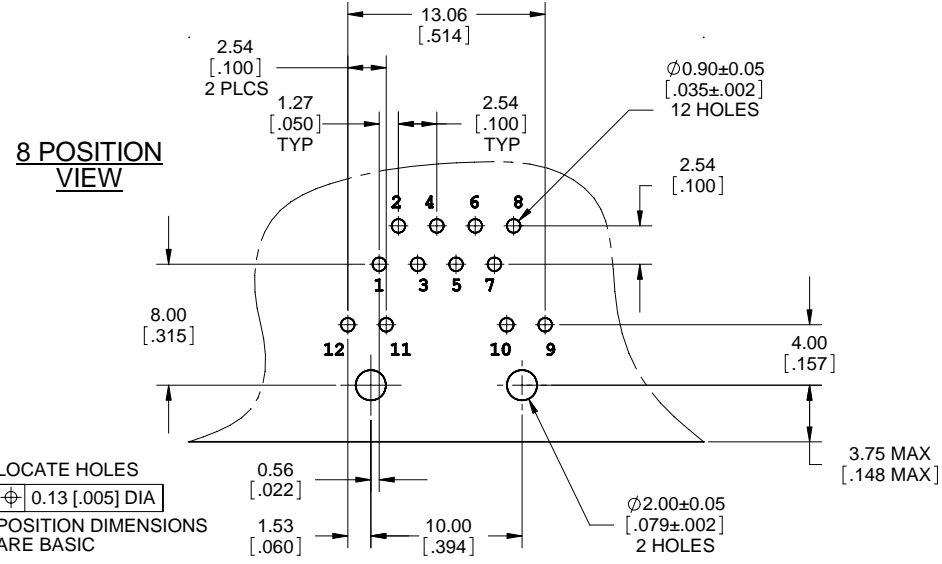 13.06
[.514]
2.54
[.100]
2 PLCS
1.27
[.050]
TYP
2.54
[.100]
TYP
∅0.90±0.05
[.035±.002]
12 HOLES
8 POSITION
VIEW
2.54
[.100]
2 4 6 8
1 3 5 7
8.00
[.315]
12 11 10 9
4.00
[.157]
3.75 MAX
[.148 MAX]
LOCATE HOLES
⌖ 0.13 [.005] DIA
POSITION DIMENSIONS
ARE BASIC
0.56
[.022]
1.53
[.060]
10.00
[.394]
∅2.00±0.05
[.079±.002]
2 HOLES